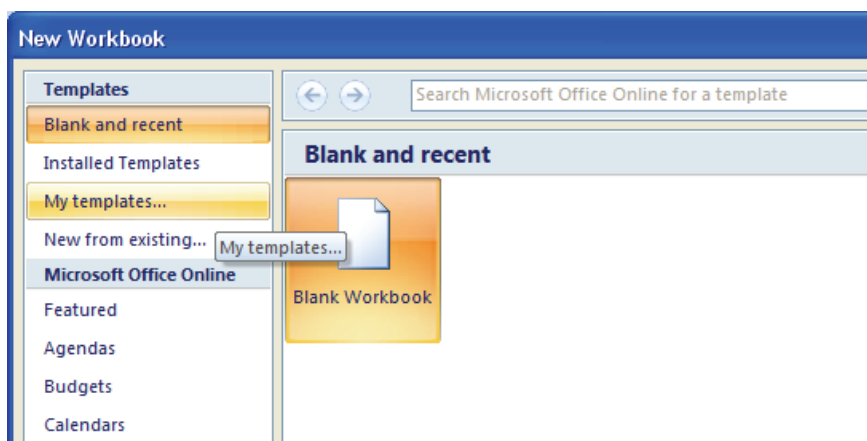 New Workbook
Templates
Blank and recent
Installed Templates
My templates...
New from existing...
My templates...
Microsoft Office Online
Featured
Agendas
Budgets
Calendars
Search Microsoft Office Online for a template
Blank and recent
Blank Workbook